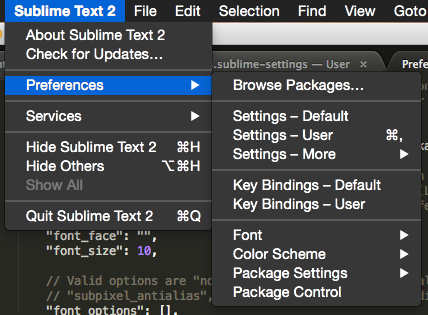 Sublime Text 2 File Edit Selection Find View Goto
About Sublime Text 2
Check for Updates...
Preferences
Services
Hide Sublime Text 2 ⌘H
Hide Others ⌥⌘H
Show All
Quit Sublime Text 2 ⌘Q
.sublime-settings — User × Prefe
Browse Packages...
Settings – Default
Settings – User ⌘,
Settings – More
Key Bindings – Default
Key Bindings – User
Font
Color Scheme
Package Settings
Package Control
"font_face": "",
"font_size": 10,
// Valid options are "no
// "subpixel_antialias",
"font_options": [],